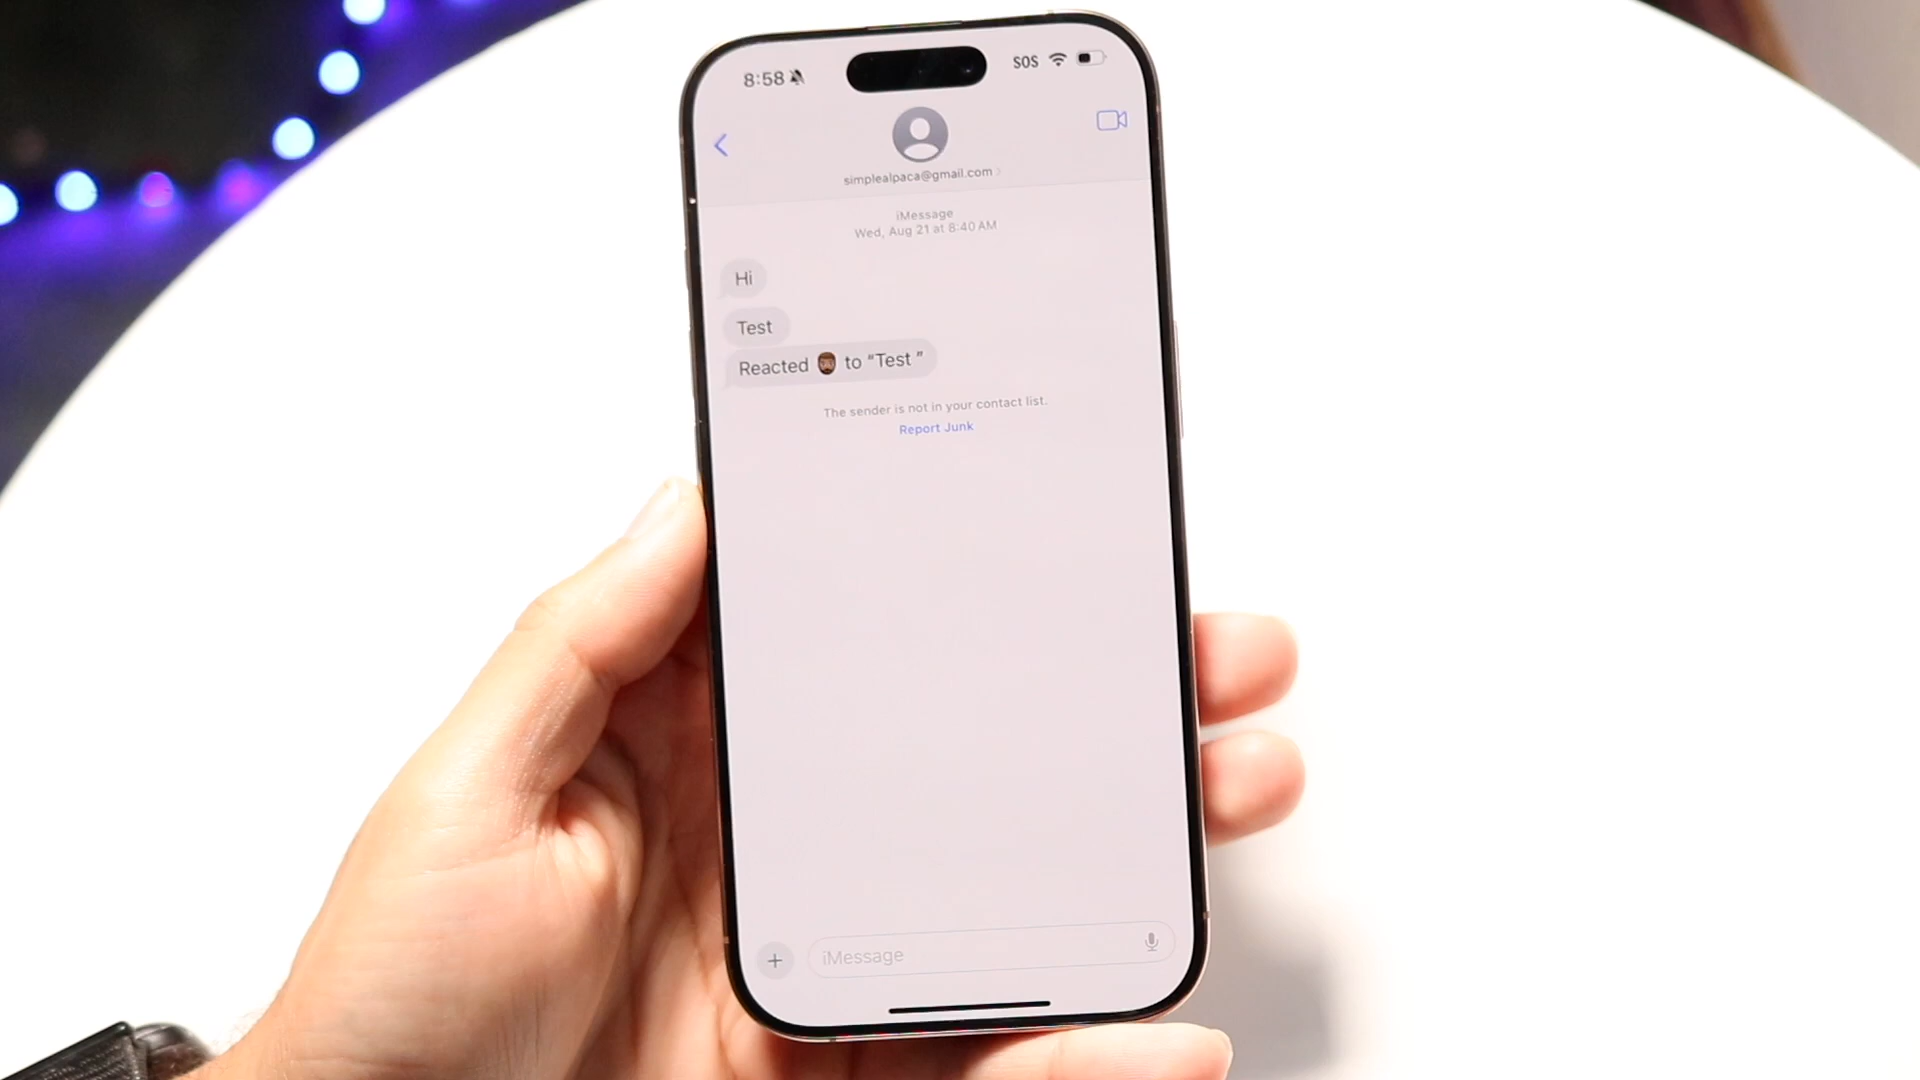 8:58
SOS
simplealpaca@gmail.com
iMessage
Wed, Aug 21 at 8:40 AM
Hi
Test
Reacted 🧔🏾 to “Test ”
The sender is not in your contact list.
Report Junk
iMessage